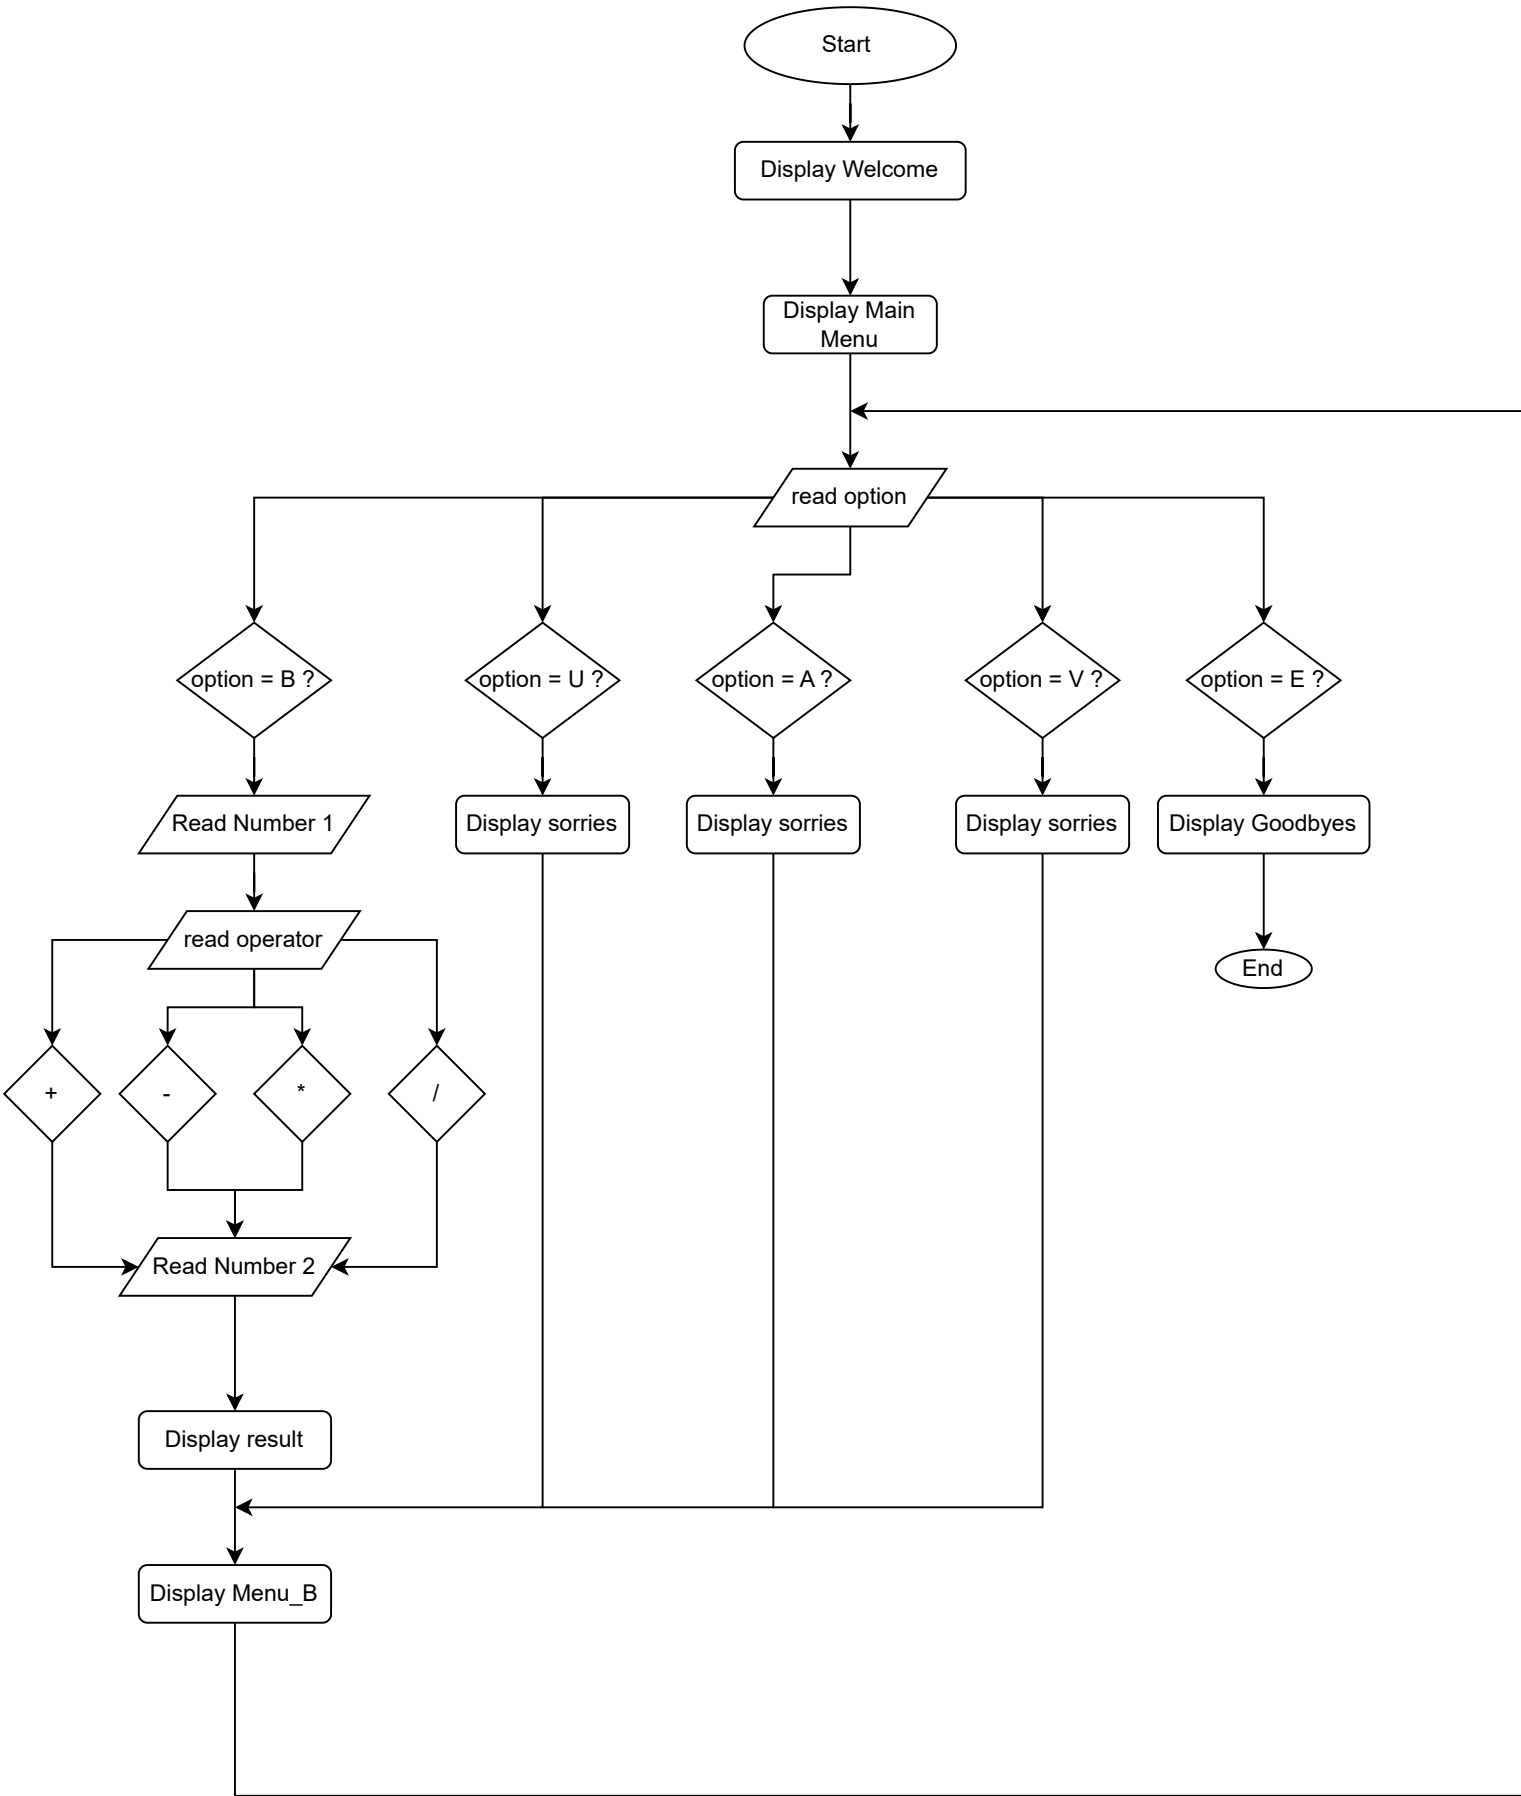 Start
Display Welcome
Display Main
Menu
read option
option = B ?
option = U ?
option = A ?
option = V ?
option = E ?
Read Number 1
Display sorries
Display sorries
Display sorries
Display Goodbyes
read operator
End
+
-
*
/
Read Number 2
Display result
Display Menu_B